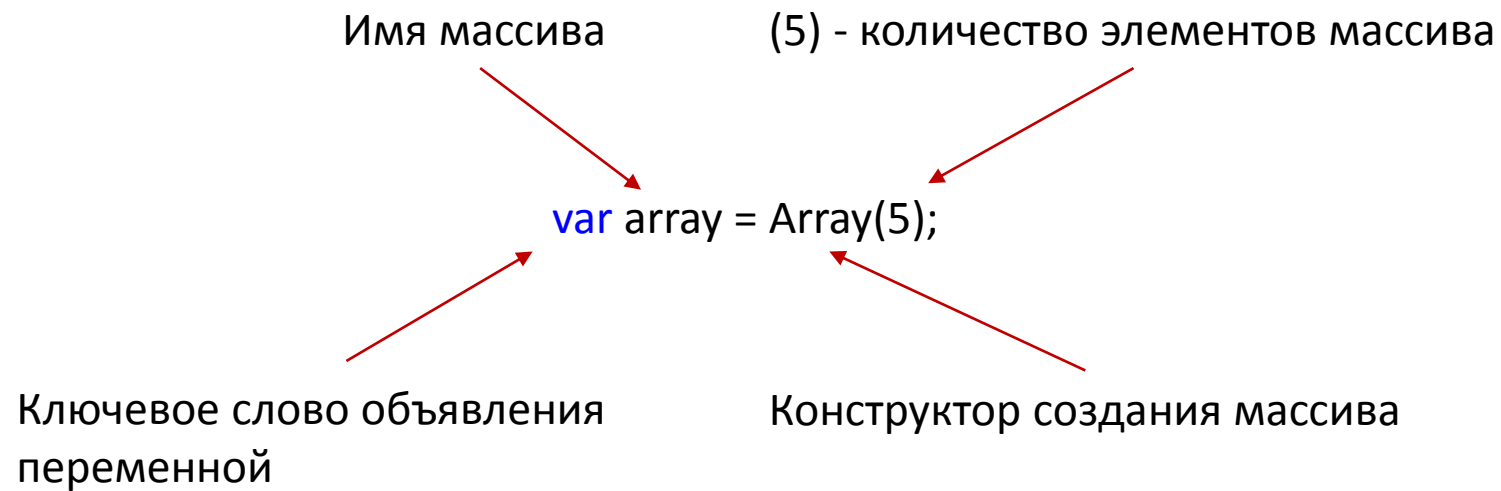 Имя массива
(5) - количество элементов массива
var array = Array(5);
Ключевое слово объявления
переменной
Конструктор создания массива